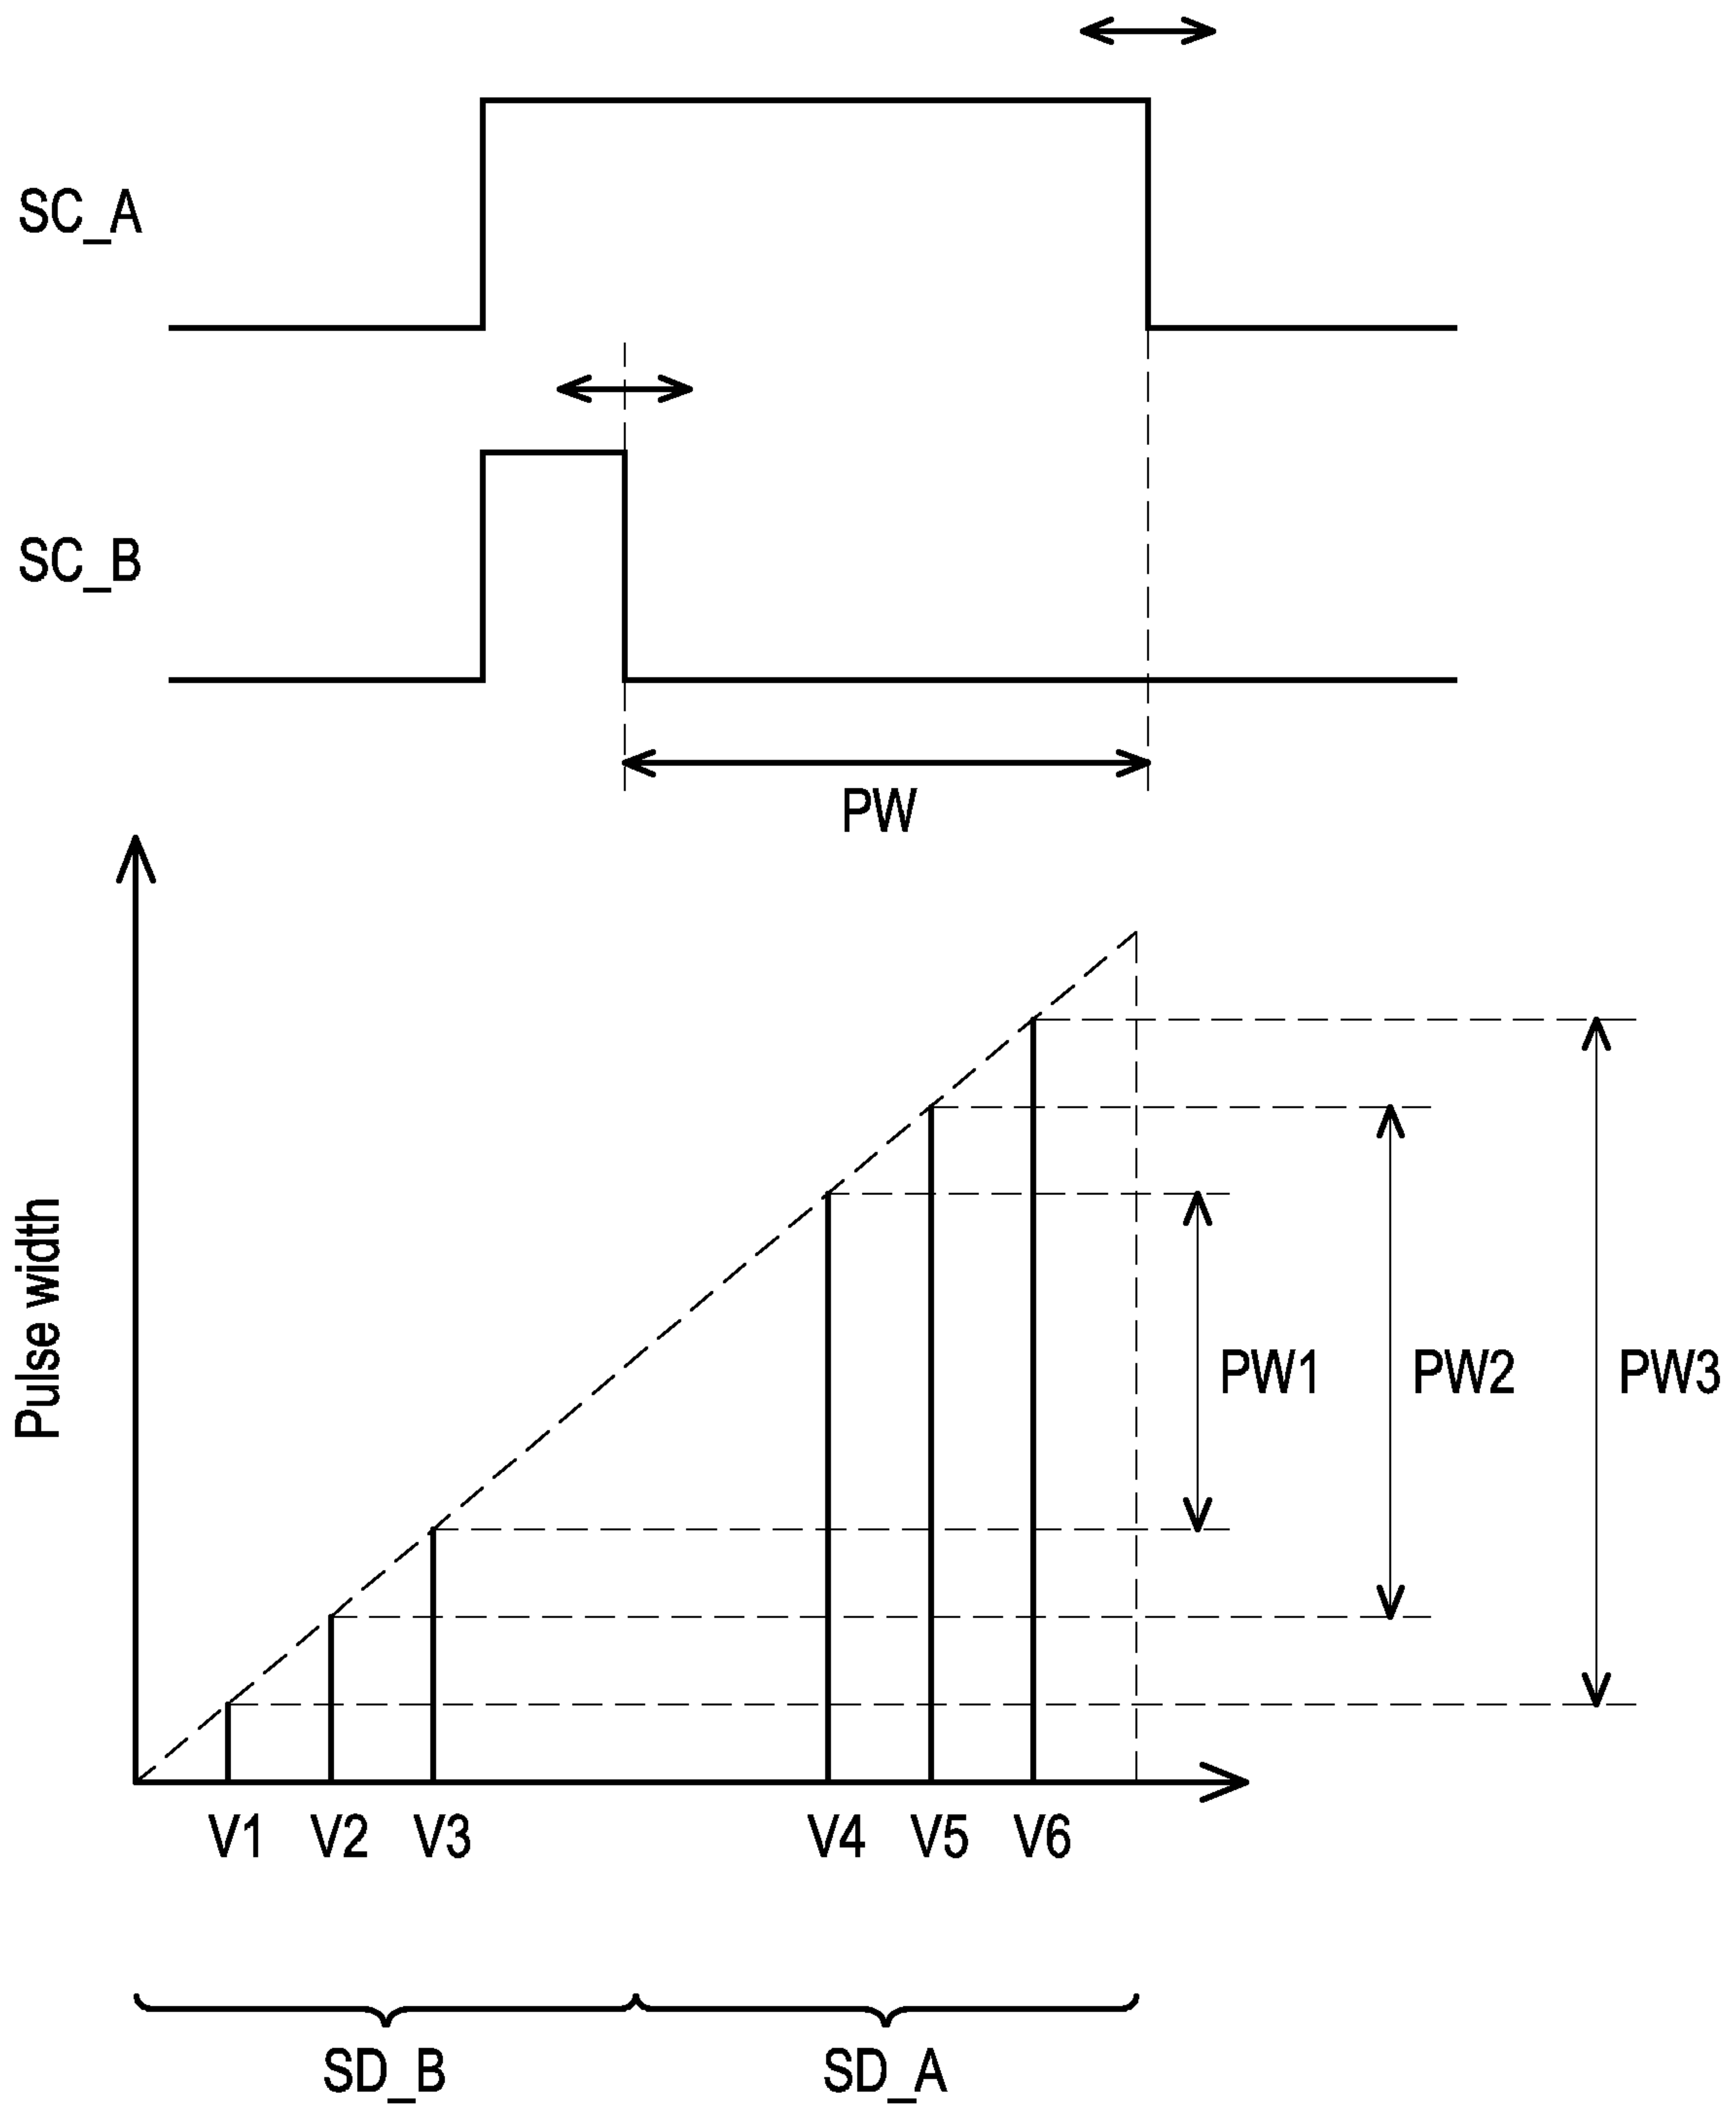 SC_A
SC_B
PW
Pulse width
PW1
PW2
PW3
V1
V2
V3
V4
V5
V6
SD_B
SD_A